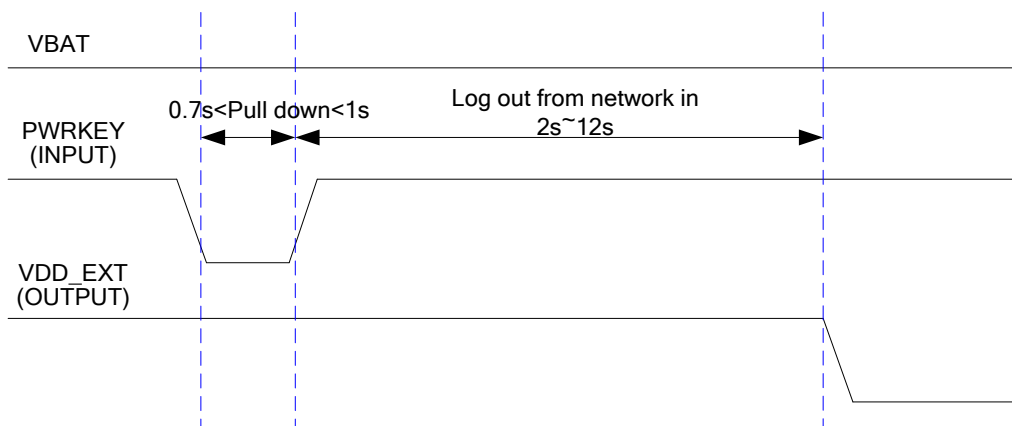 VBAT
0.7s<Pull down<1s
Log out from network in
2s~12s
PWRKEY
(INPUT)
VDD_EXT
(OUTPUT)